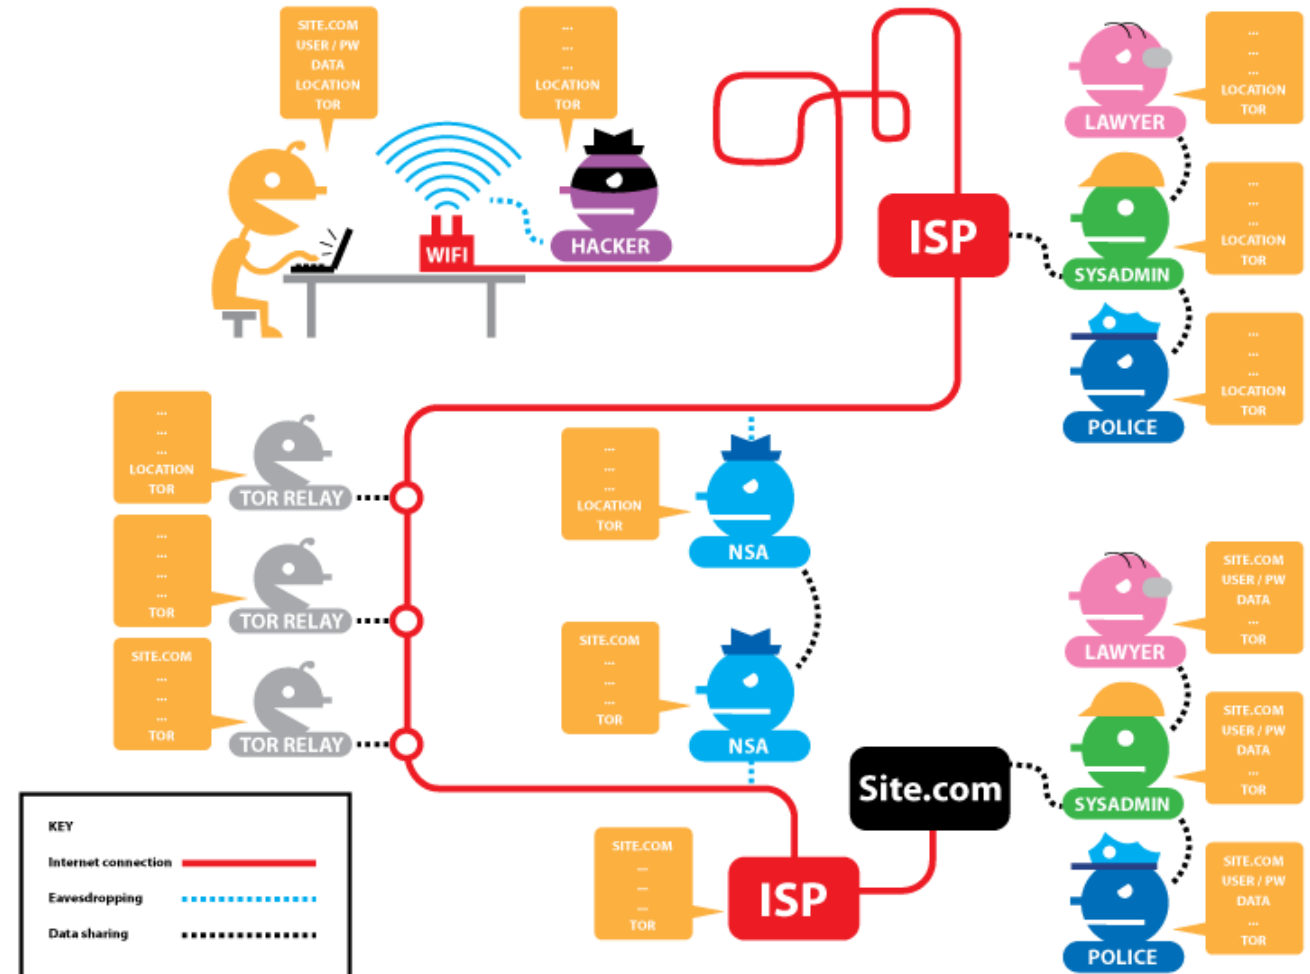 SITE.COM
USER / PW
DATA
LOCATION
TOR
...
...
...
LOCATION
TOR
WIFI
HACKER
ISP
...
...
...
LOCATION
TOR
LAWYER
...
...
...
LOCATION
TOR
SYSADMIN
...
...
...
LOCATION
TOR
POLICE
...
...
...
LOCATION
TOR
TOR RELAY
...
...
...
...
TOR
TOR RELAY
SITE.COM
...
...
...
TOR
TOR RELAY
...
...
...
LOCATION
TOR
NSA
SITE.COM
...
...
...
TOR
NSA
SITE.COM
USER / PW
DATA
...
TOR
LAWYER
Site.com
SITE.COM
USER / PW
DATA
...
TOR
SYSADMIN
SITE.COM
...
...
...
TOR
ISP
SITE.COM
USER / PW
DATA
...
TOR
POLICE
KEY
Internet connection
Eavesdropping
Data sharing